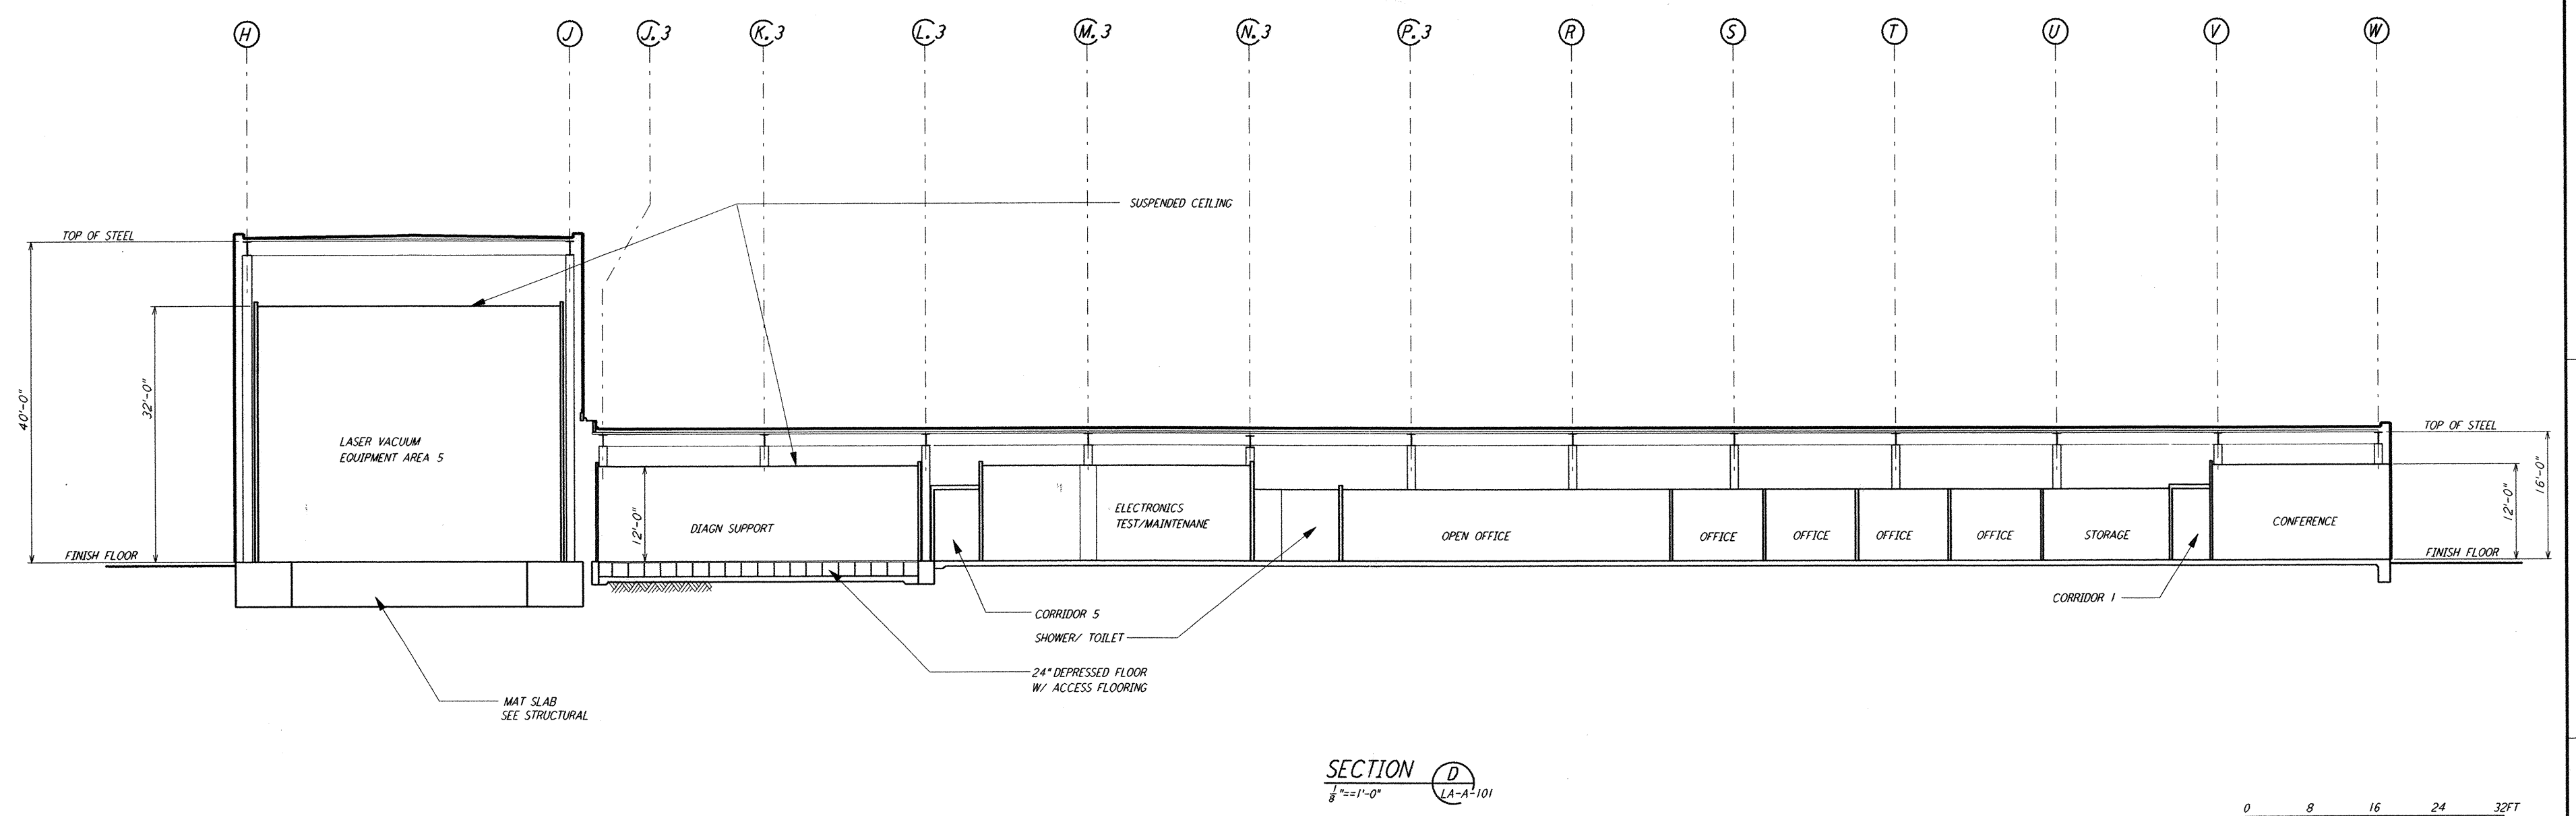 H J J.3 K.3 L.3 M.3 N.3 P.3 R S T U V W
SUSPENDED CEILING
TOP OF STEEL
40'-0"
32'-0"
LASER VACUUM
EQUIPMENT AREA 5
FINISH FLOOR
12'-0"
DIAGN SUPPORT
ELECTRONICS
TEST/MAINTENANE
OPEN OFFICE
OFFICE
OFFICE
OFFICE
OFFICE
STORAGE
CONFERENCE
TOP OF STEEL
12'-0"
16'-0"
FINISH FLOOR
CORRIDOR 5
SHOWER/ TOILET
CORRIDOR 1
24" DEPRESSED FLOOR
W/ ACCESS FLOORING
MAT SLAB
SEE STRUCTURAL
SECTION D
1/8"==1'-0" LA-A-101
0 8 16 24 32FT